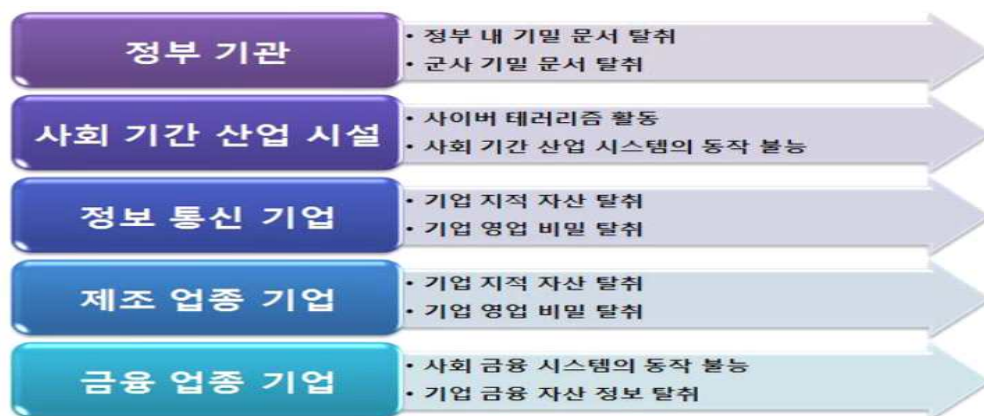 정부 기관
• 정부 내 기밀 문서 탈취
• 군사 기밀 문서 탈취
사회 기간 산업 시설
• 사이버 테러리즘 활동
• 사회 기간 산업 시스템의 동작 불능
정보 통신 기업
• 기업 지적 자산 탈취
• 기업 영업 비밀 탈취
제조 업종 기업
• 기업 지적 자산 탈취
• 기업 영업 비밀 탈취
금융 업종 기업
• 사회 금융 시스템의 동작 불능
• 기업 금융 자산 정보 탈취